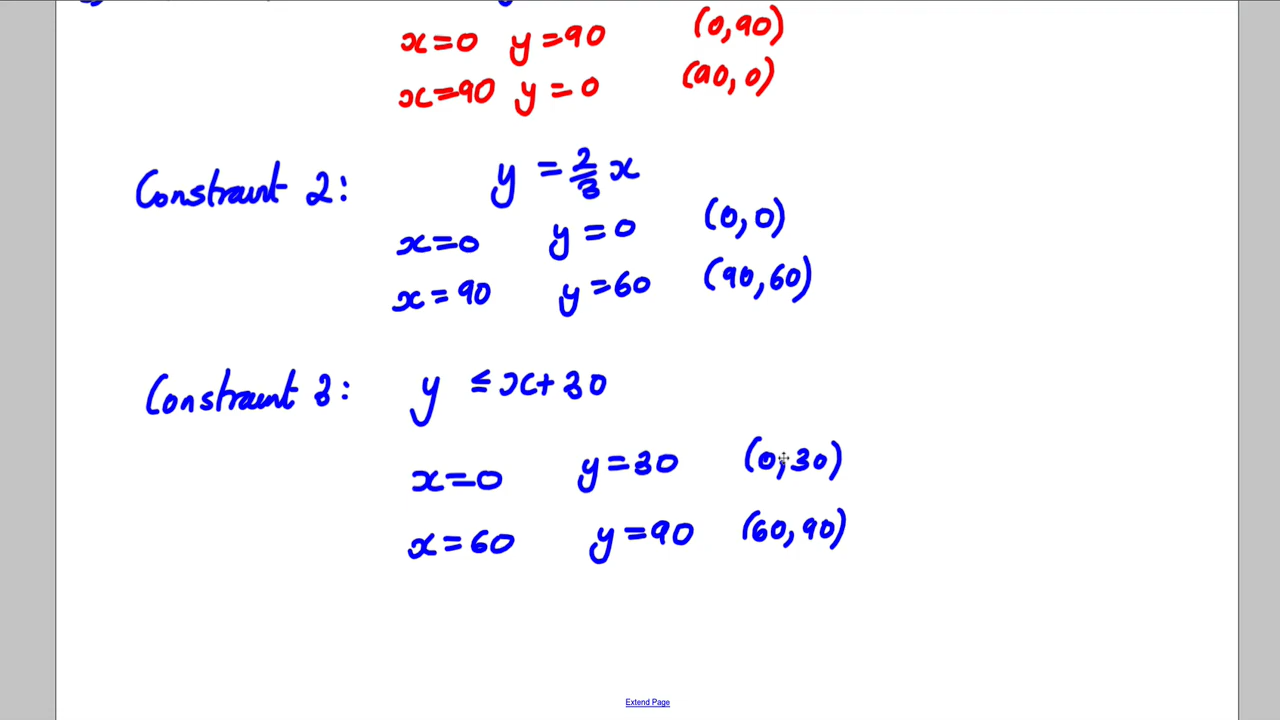 x=0 y=90 (0,90)
x=90 y=0 (90,0)
Constraint 2: y = 2/3 x
x=0 y=0 (0,0)
x=90 y=60 (90,60)
Constraint 3: y ≤ x+30
x=0 y=30 (0,30)
x=60 y=90 (60,90)
Extend Page